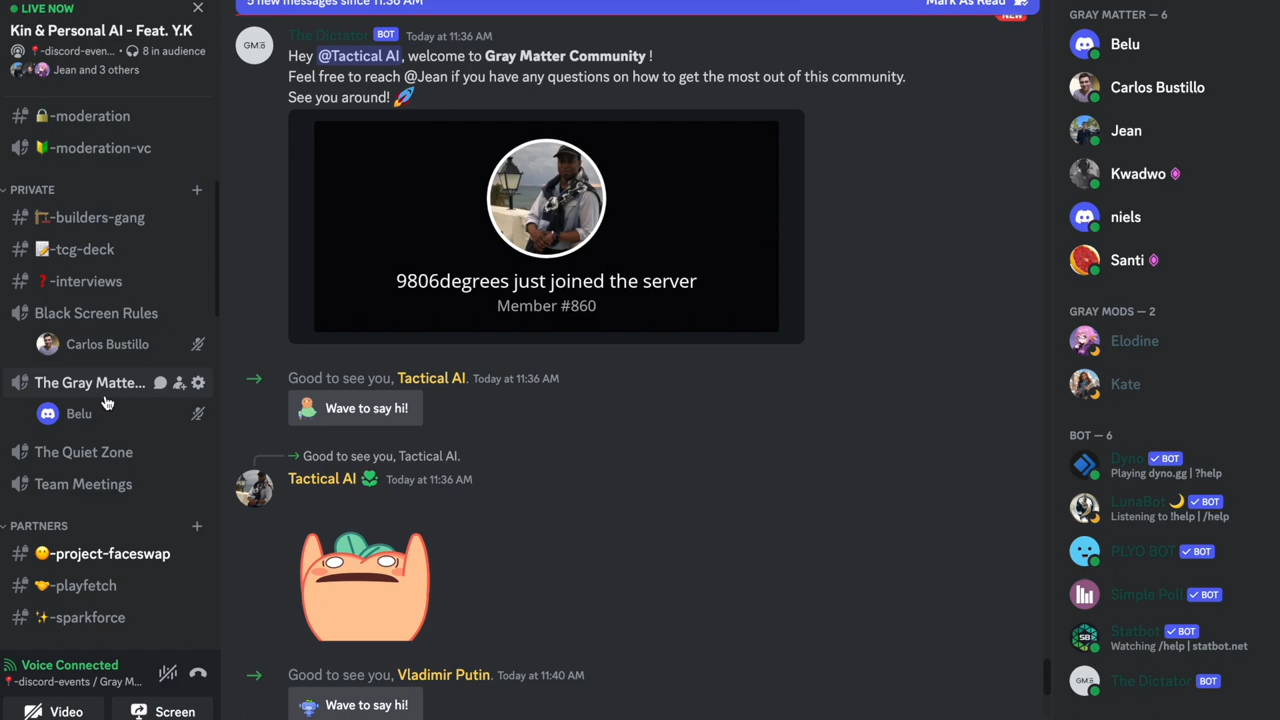 LIVE NOW
Kin & Personal AI - Feat. Y.K
-discord-even... • 8 in audience
Jean and 3 others
-moderation
-moderation-vc
PRIVATE
-builders-gang
-tcg-deck
-interviews
Black Screen Rules
Carlos Bustillo
The Gray Matte...
Belu
The Quiet Zone
Team Meetings
PARTNERS
-project-faceswap
-playfetch
-sparkforce
Voice Connected
-discord-events / Gray M...
Video
Screen
5 new messages since 11:36 AM
Mark As Read
NEW
GM:6
The Dictator BOT Today at 11:36 AM
Hey @Tactical AI, welcome to Gray Matter Community !
Feel free to reach @Jean if you have any questions on how to get the most out of this community.
See you around!
9806degrees just joined the server
Member #860
Good to see you, Tactical AI. Today at 11:36 AM
Wave to say hi!
Good to see you, Tactical AI.
Tactical AI Today at 11:36 AM
Good to see you, Vladimir Putin. Today at 11:40 AM
Wave to say hi!
GRAY MATTER — 6
Belu
Carlos Bustillo
Jean
Kwadwo
niels
Santi
GRAY MODS — 2
Elodine
Kate
BOT — 6
Dyno BOT
Playing dyno.gg | ?help
LunaBot BOT
Listening to !help | /help
PLYO BOT BOT
Simple Poll BOT
Statbot BOT
SB
Watching /help | statbot.net
GM:6
The Dictator BOT